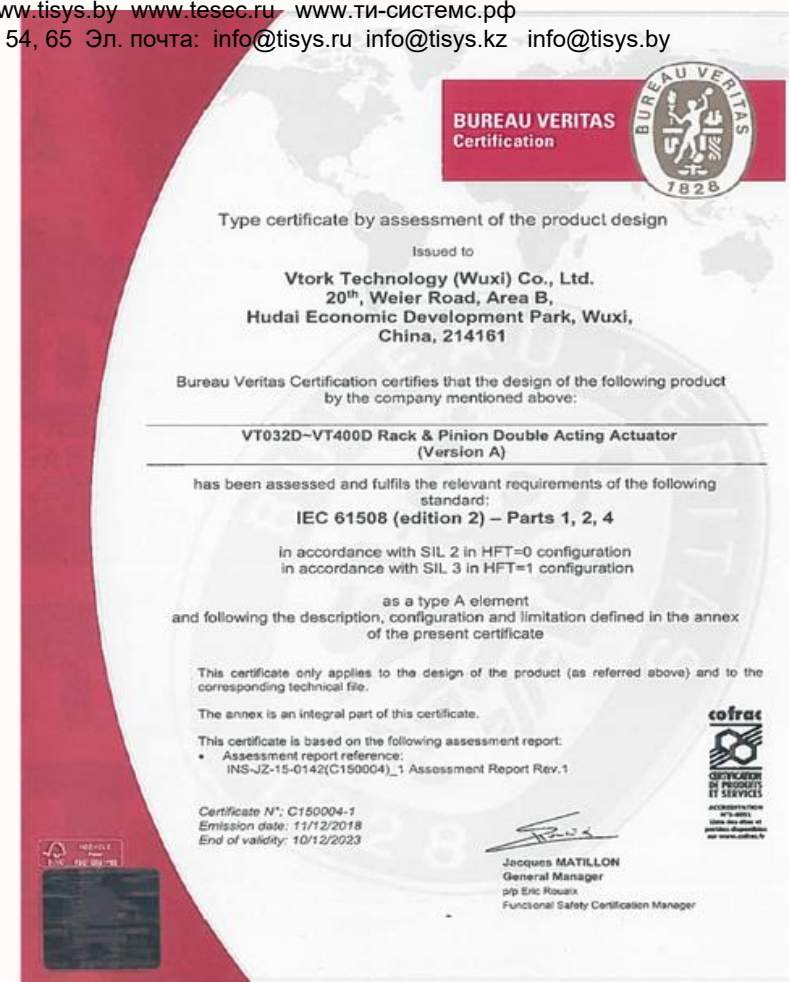 ww.tisys.by www.tesec.ru www.ти-системс.рф
54, 65 Эл. почта: info@tisys.ru info@tisys.kz info@tisys.by
BUREAU VERITAS
Certification
BUREAU VERITAS
1828
Type certificate by assessment of the product design
Issued to
Vtork Technology (Wuxi) Co., Ltd.
20th, Weier Road, Area B,
Hudai Economic Development Park, Wuxi,
China, 214161
Bureau Veritas Certification certifies that the design of the following product
by the company mentioned above:
VT032D~VT400D Rack & Pinion Double Acting Actuator
(Version A)
has been assessed and fulfils the relevant requirements of the following
standard:
IEC 61508 (edition 2) – Parts 1, 2, 4
in accordance with SIL 2 in HFT=0 configuration
in accordance with SIL 3 in HFT=1 configuration
as a type A element
and following the description, configuration and limitation defined in the annex
of the present certificate
This certificate only applies to the design of the product (as referred above) and to the
corresponding technical file.
The annex is an integral part of this certificate.
This certificate is based on the following assessment report:
• Assessment report reference:
INS-JZ-15-0142(C150004)_1 Assessment Report Rev.1
cofrac
CERTIFICATION
DE PRODUITS
ET SERVICES
ACCREDITATION
Certificate N°: C150004-1
Emission date: 11/12/2018
End of validity: 10/12/2023
Jacques MATILLON
General Manager
p/p Eric Rouaix
Functional Safety Certification Manager